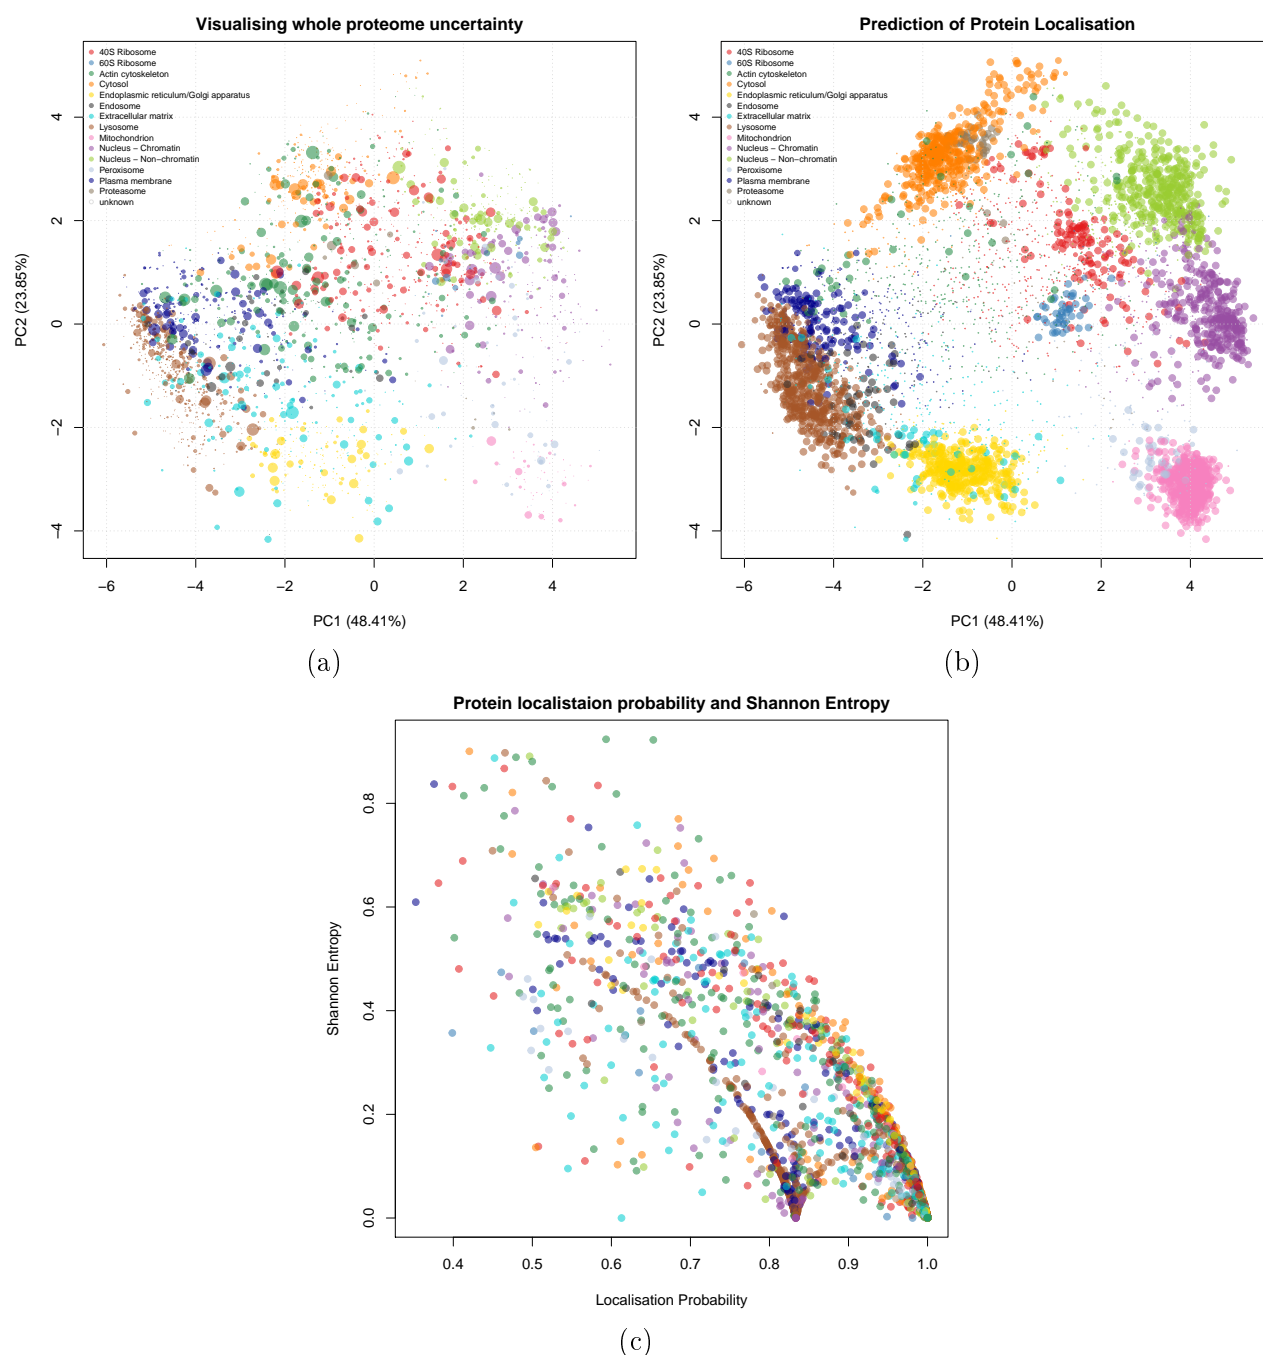 Visualising whole proteome uncertainty
40S Ribosome
60S Ribosome
Actin cytoskeleton
Cytosol
Endoplasmic reticulum/Golgi apparatus
Endosome
Extracellular matrix
Lysosome
Mitochondrion
Nucleus − Chromatin
Nucleus − Non−chromatin
Peroxisome
Plasma membrane
Proteasome
unknown
4
2
0
−2
−4
PC2 (23.85%)
−6 −4 −2 0 2 4
PC1 (48.41%)
(a)
Prediction of Protein Localisation
40S Ribosome
60S Ribosome
Actin cytoskeleton
Cytosol
Endoplasmic reticulum/Golgi apparatus
Endosome
Extracellular matrix
Lysosome
Mitochondrion
Nucleus − Chromatin
Nucleus − Non−chromatin
Peroxisome
Plasma membrane
Proteasome
unknown
4
2
0
−2
−4
PC2 (23.85%)
−6 −4 −2 0 2 4
PC1 (48.41%)
(b)
Protein localistaion probability and Shannon Entropy
0.8
0.6
0.4
0.2
0.0
Shannon Entropy
0.4 0.5 0.6 0.7 0.8 0.9 1.0
Localisation Probability
(c)